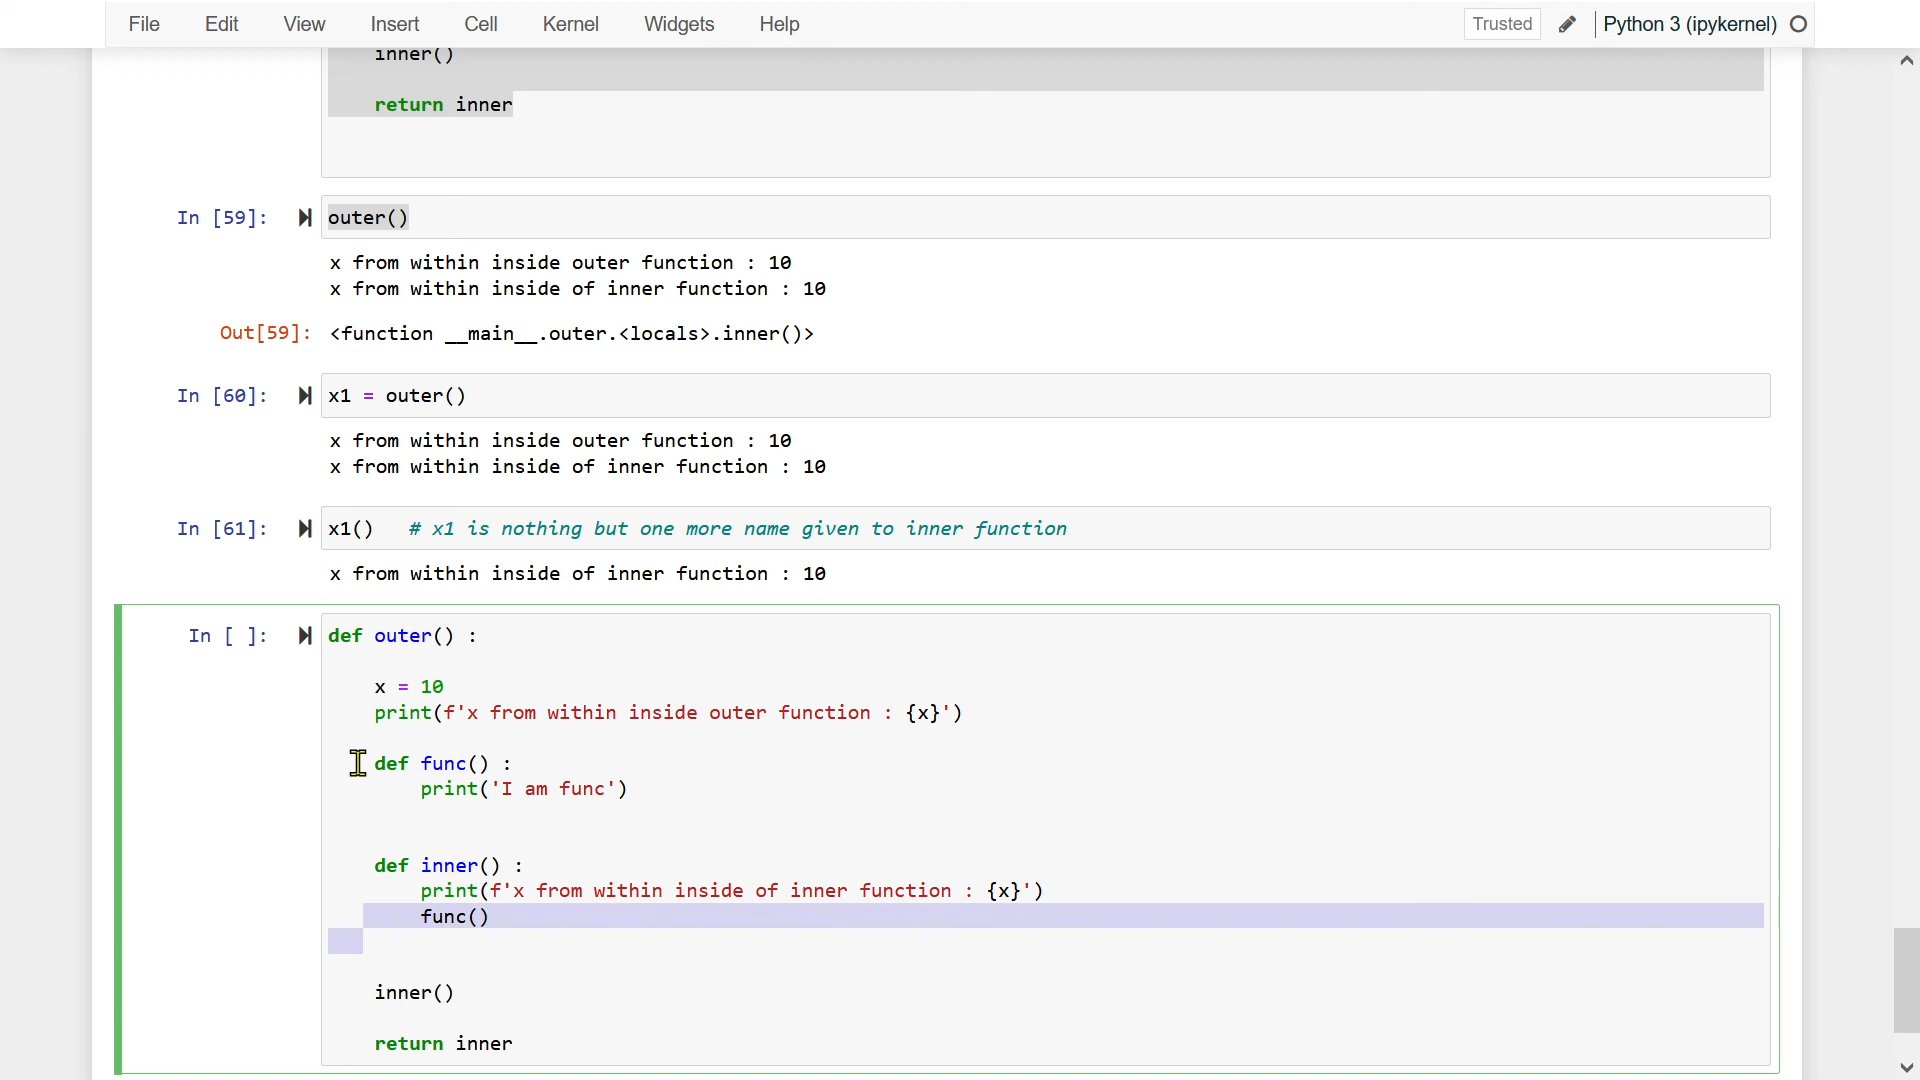 File Edit View Insert Cell Kernel Widgets Help Trusted Python 3 (ipykernel)
inner()
return inner
In [59]: outer()
x from within inside outer function : 10
x from within inside of inner function : 10
Out[59]: <function __main__.outer.<locals>.inner()>
In [60]: x1 = outer()
x from within inside outer function : 10
x from within inside of inner function : 10
In [61]: x1() # x1 is nothing but one more name given to inner function
x from within inside of inner function : 10
In [ ]: def outer() :
x = 10
print(f'x from within inside outer function : {x}')
def func() :
print('I am func')
def inner() :
print(f'x from within inside of inner function : {x}')
func()
inner()
return inner